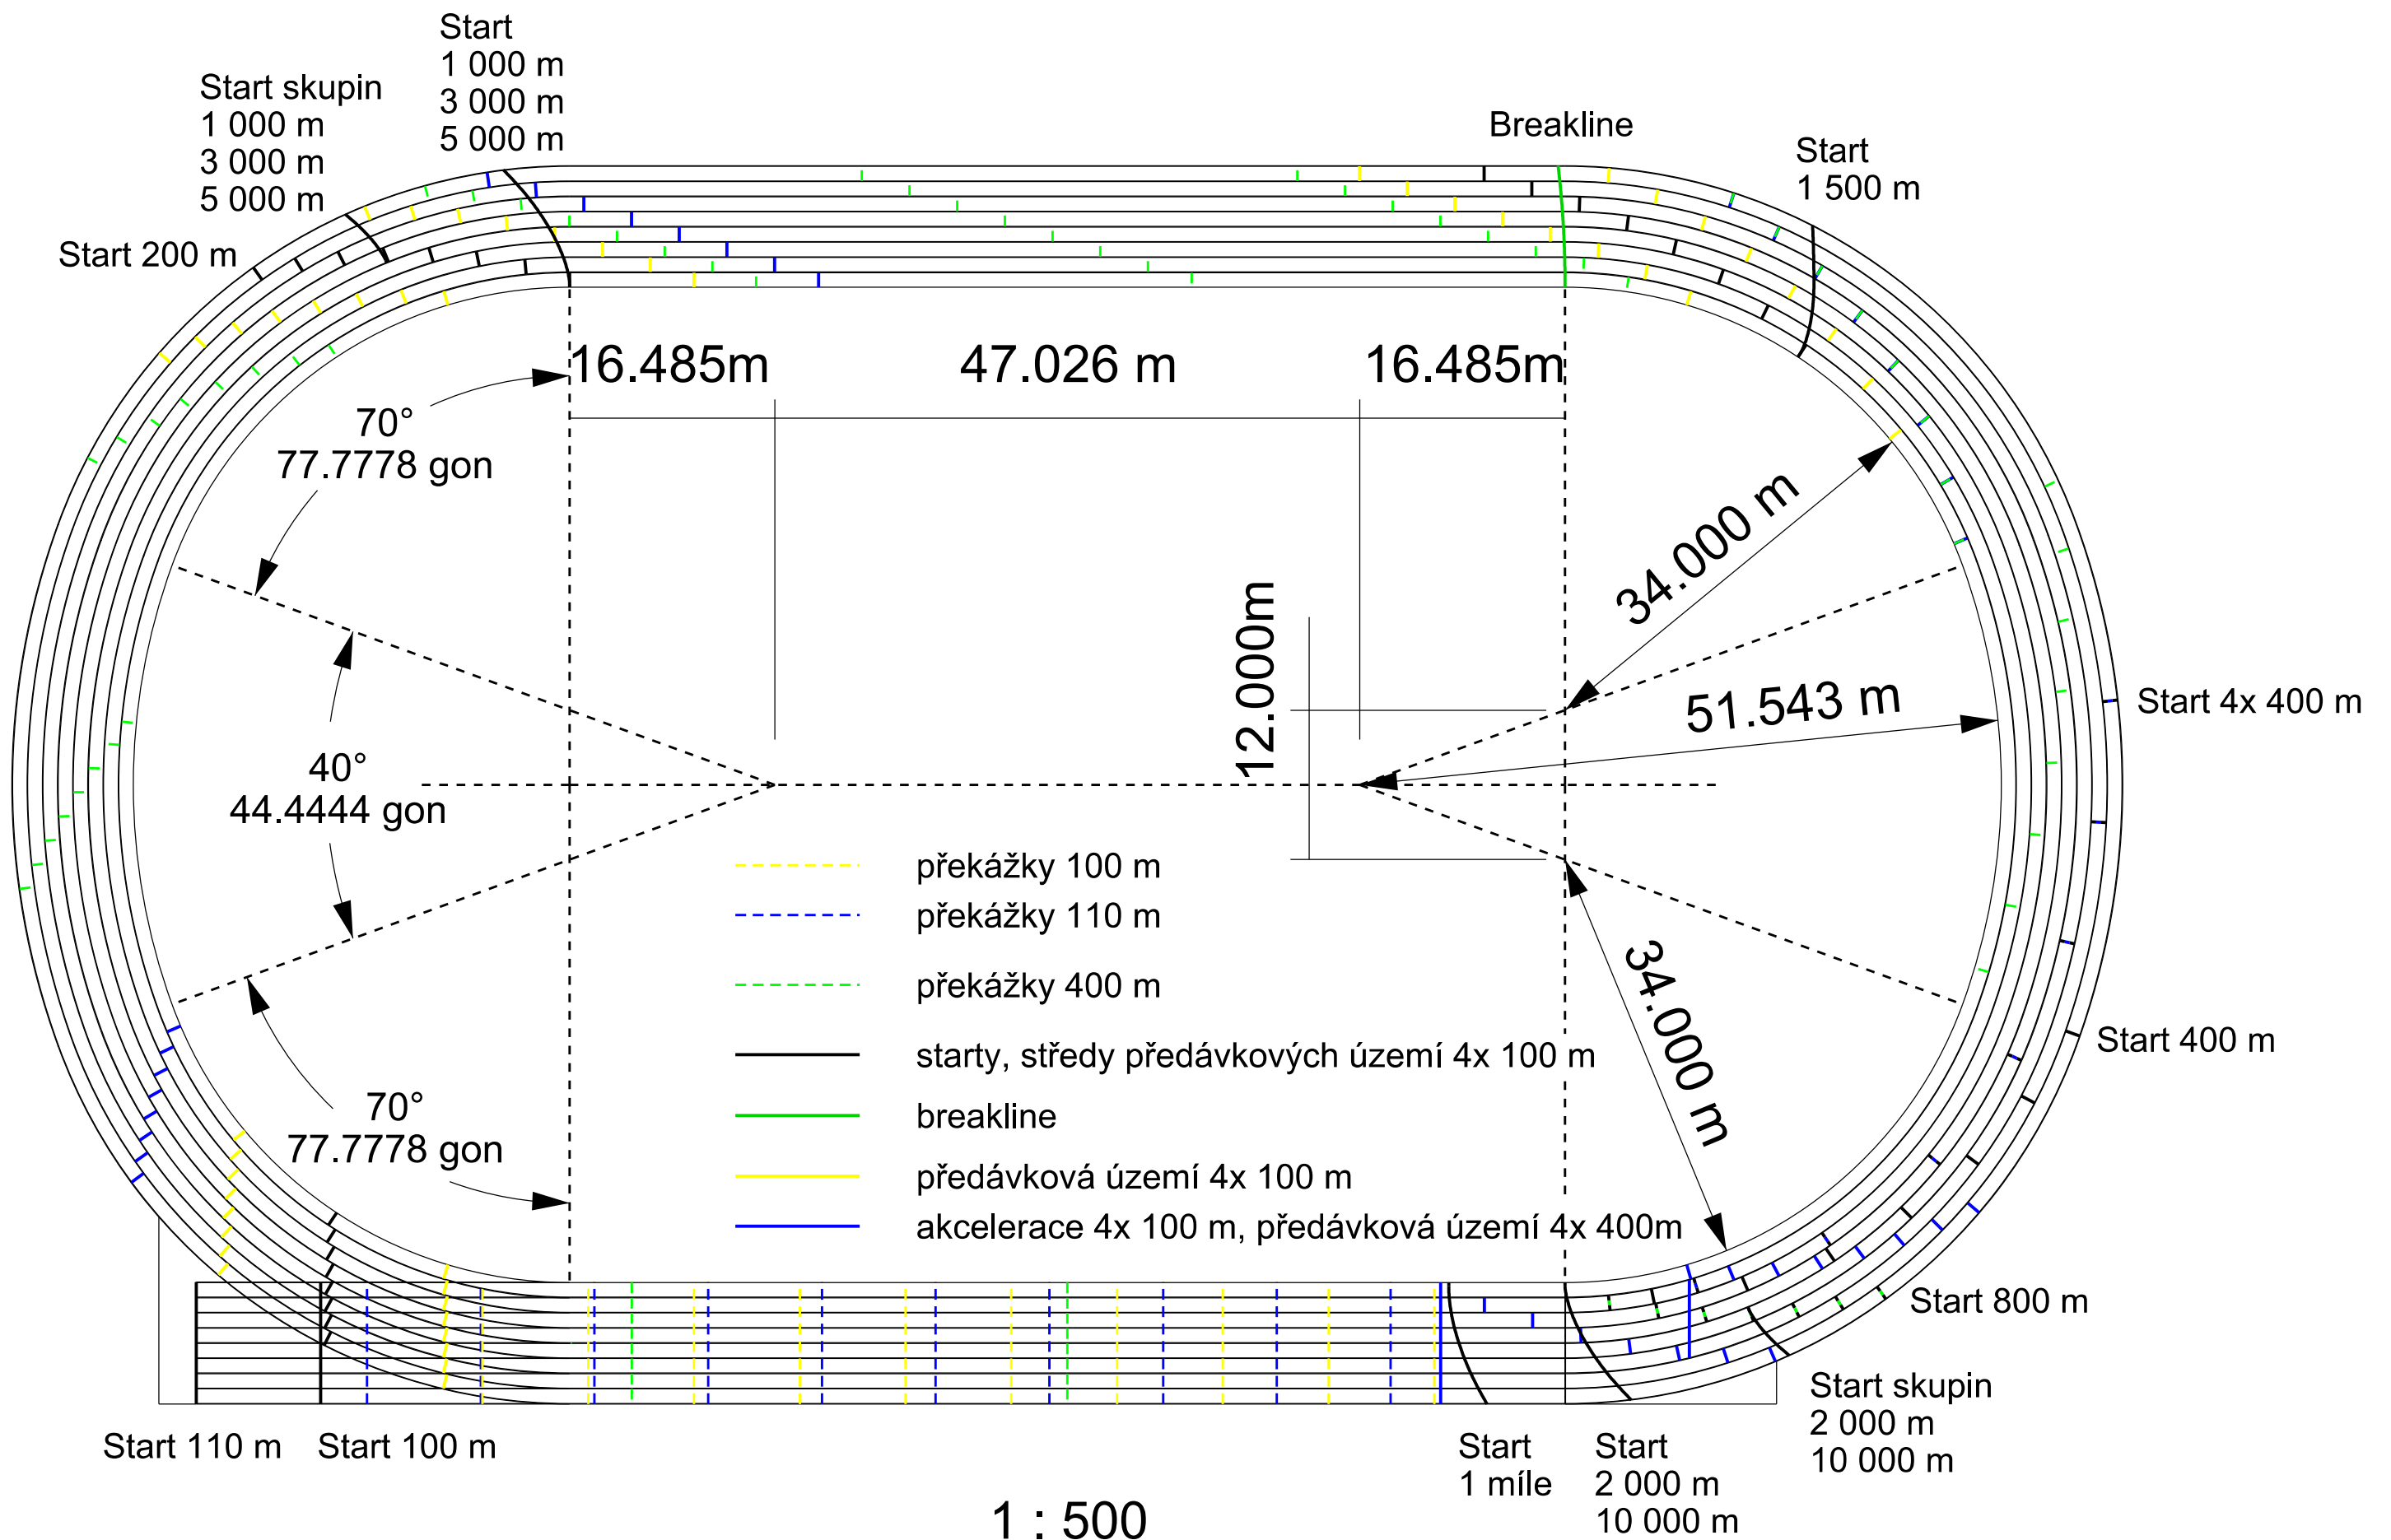 Start
1 000 m
3 000 m
5 000 m
Start skupin
1 000 m
3 000 m
5 000 m
Start 200 m
Breakline
Start
1 500 m
16.485m
47.026 m
16.485m
70°
77.7778 gon
34.000 m
12.000m
51.543 m
Start 4x 400 m
40°
44.4444 gon
překážky 100 m
překážky 110 m
překážky 400 m
starty, středy předávkových území 4x 100 m
breakline
předávková území 4x 100 m
akcelerace 4x 100 m, předávková území 4x 400m
34.000 m
Start 400 m
70°
77.7778 gon
Start 800 m
Start skupin
2 000 m
10 000 m
Start 110 m
Start 100 m
Start
1 míle
Start
2 000 m
10 000 m
1 : 500